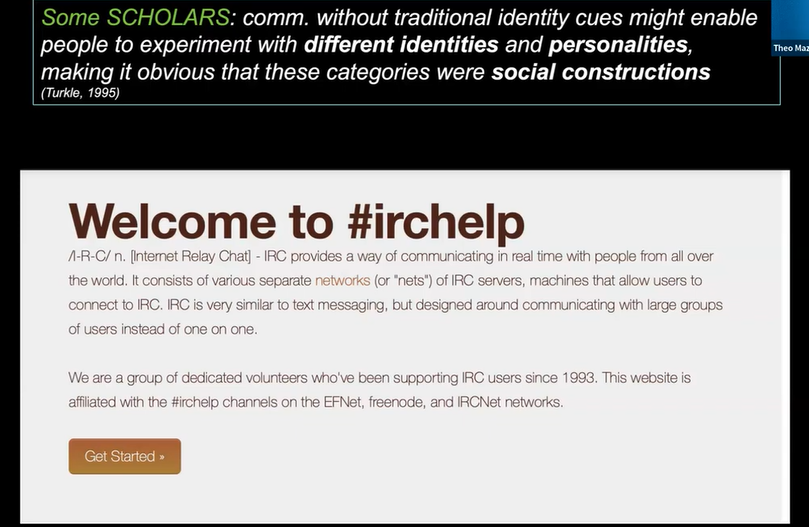 Some SCHOLARS: comm. without traditional identity cues might enable
people to experiment with different identities and personalities,
making it obvious that these categories were social constructions
(Turkle, 1995)
Theo Maz
Welcome to #irchelp
/I-R-C/ n. [Internet Relay Chat] - IRC provides a way of communicating in real time with people from all over
the world. It consists of various separate networks (or "nets") of IRC servers, machines that allow users to
connect to IRC. IRC is very similar to text messaging, but designed around communicating with large groups
of users instead of one on one.
We are a group of dedicated volunteers who've been supporting IRC users since 1993. This website is
affiliated with the #irchelp channels on the EFNet, freenode, and IRCNet networks.
Get Started »